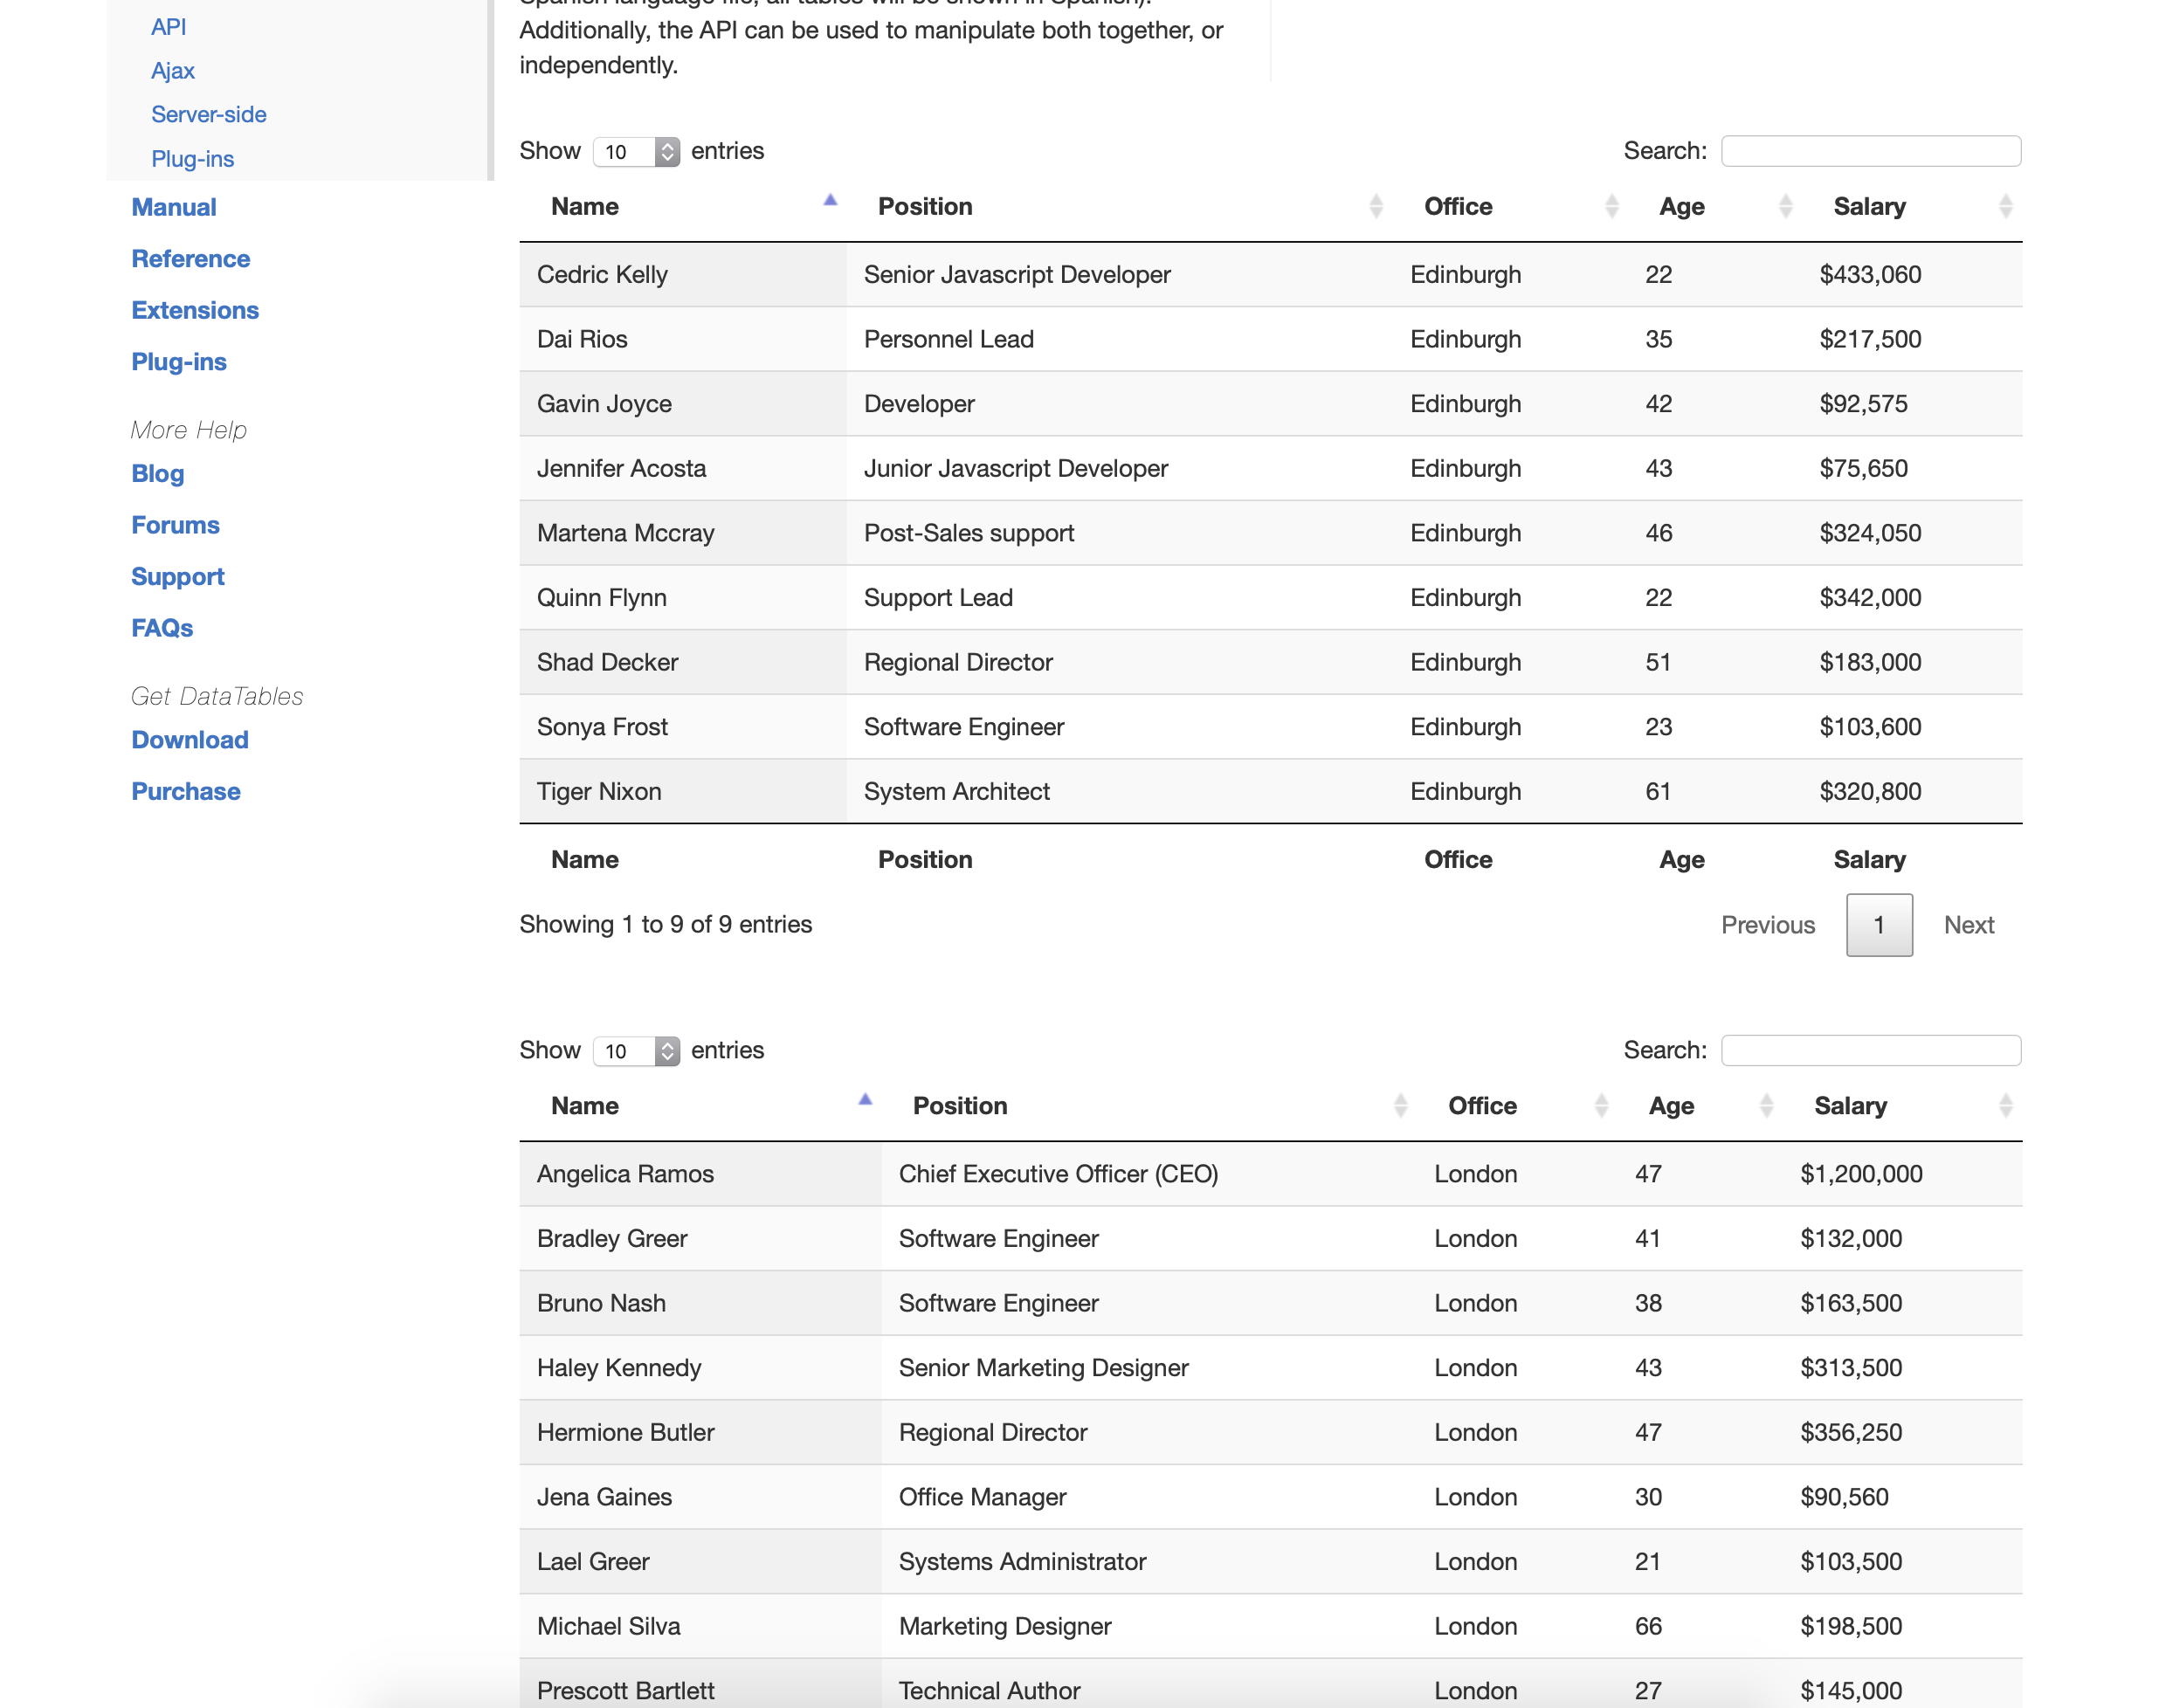 API
Ajax
Server-side
Plug-ins
Manual
Reference
Extensions
Plug-ins
More Help
Blog
Forums
Support
FAQs
Get DataTables
Download
Purchase
Spanish language file, all tables will be shown in Spanish).
Additionally, the API can be used to manipulate both together, or
independently.
Show 10 entries Search:
Name Position Office Age Salary
Cedric Kelly Senior Javascript Developer Edinburgh 22 $433,060
Dai Rios Personnel Lead Edinburgh 35 $217,500
Gavin Joyce Developer Edinburgh 42 $92,575
Jennifer Acosta Junior Javascript Developer Edinburgh 43 $75,650
Martena Mccray Post-Sales support Edinburgh 46 $324,050
Quinn Flynn Support Lead Edinburgh 22 $342,000
Shad Decker Regional Director Edinburgh 51 $183,000
Sonya Frost Software Engineer Edinburgh 23 $103,600
Tiger Nixon System Architect Edinburgh 61 $320,800
Name Position Office Age Salary
Showing 1 to 9 of 9 entries Previous 1 Next
Show 10 entries Search:
Name Position Office Age Salary
Angelica Ramos Chief Executive Officer (CEO) London 47 $1,200,000
Bradley Greer Software Engineer London 41 $132,000
Bruno Nash Software Engineer London 38 $163,500
Haley Kennedy Senior Marketing Designer London 43 $313,500
Hermione Butler Regional Director London 47 $356,250
Jena Gaines Office Manager London 30 $90,560
Lael Greer Systems Administrator London 21 $103,500
Michael Silva Marketing Designer London 66 $198,500
Prescott Bartlett Technical Author London 27 $145,000